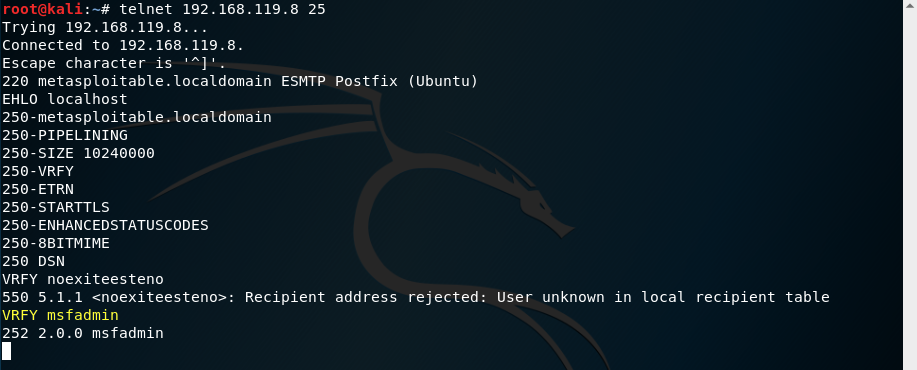 root@kali:~# telnet 192.168.119.8 25
Trying 192.168.119.8...
Connected to 192.168.119.8.
Escape character is '^]'.
220 metasploitable.localdomain ESMTP Postfix (Ubuntu)
EHLO localhost
250-metasploitable.localdomain
250-PIPELINING
250-SIZE 10240000
250-VRFY
250-ETRN
250-STARTTLS
250-ENHANCEDSTATUSCODES
250-8BITMIME
250 DSN
VRFY noexiteesteno
550 5.1.1 <noexiteesteno>: Recipient address rejected: User unknown in local recipient table
VRFY msfadmin
252 2.0.0 msfadmin